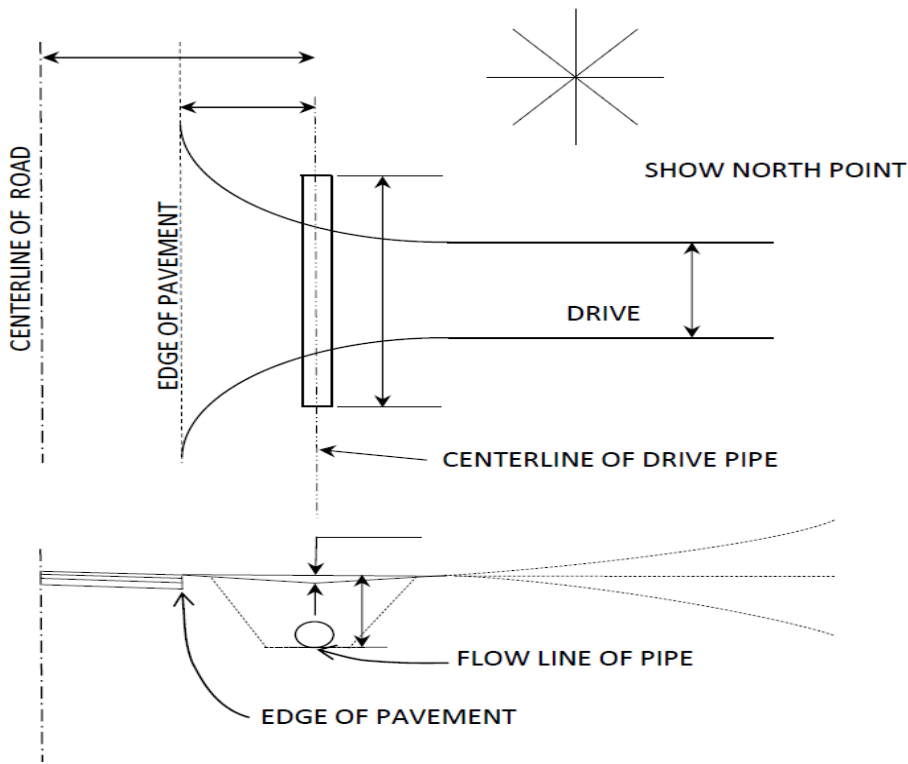 SHOW NORTH POINT
CENTERLINE OF ROAD
EDGE OF PAVEMENT
DRIVE
CENTERLINE OF DRIVE PIPE
FLOW LINE OF PIPE
EDGE OF PAVEMENT